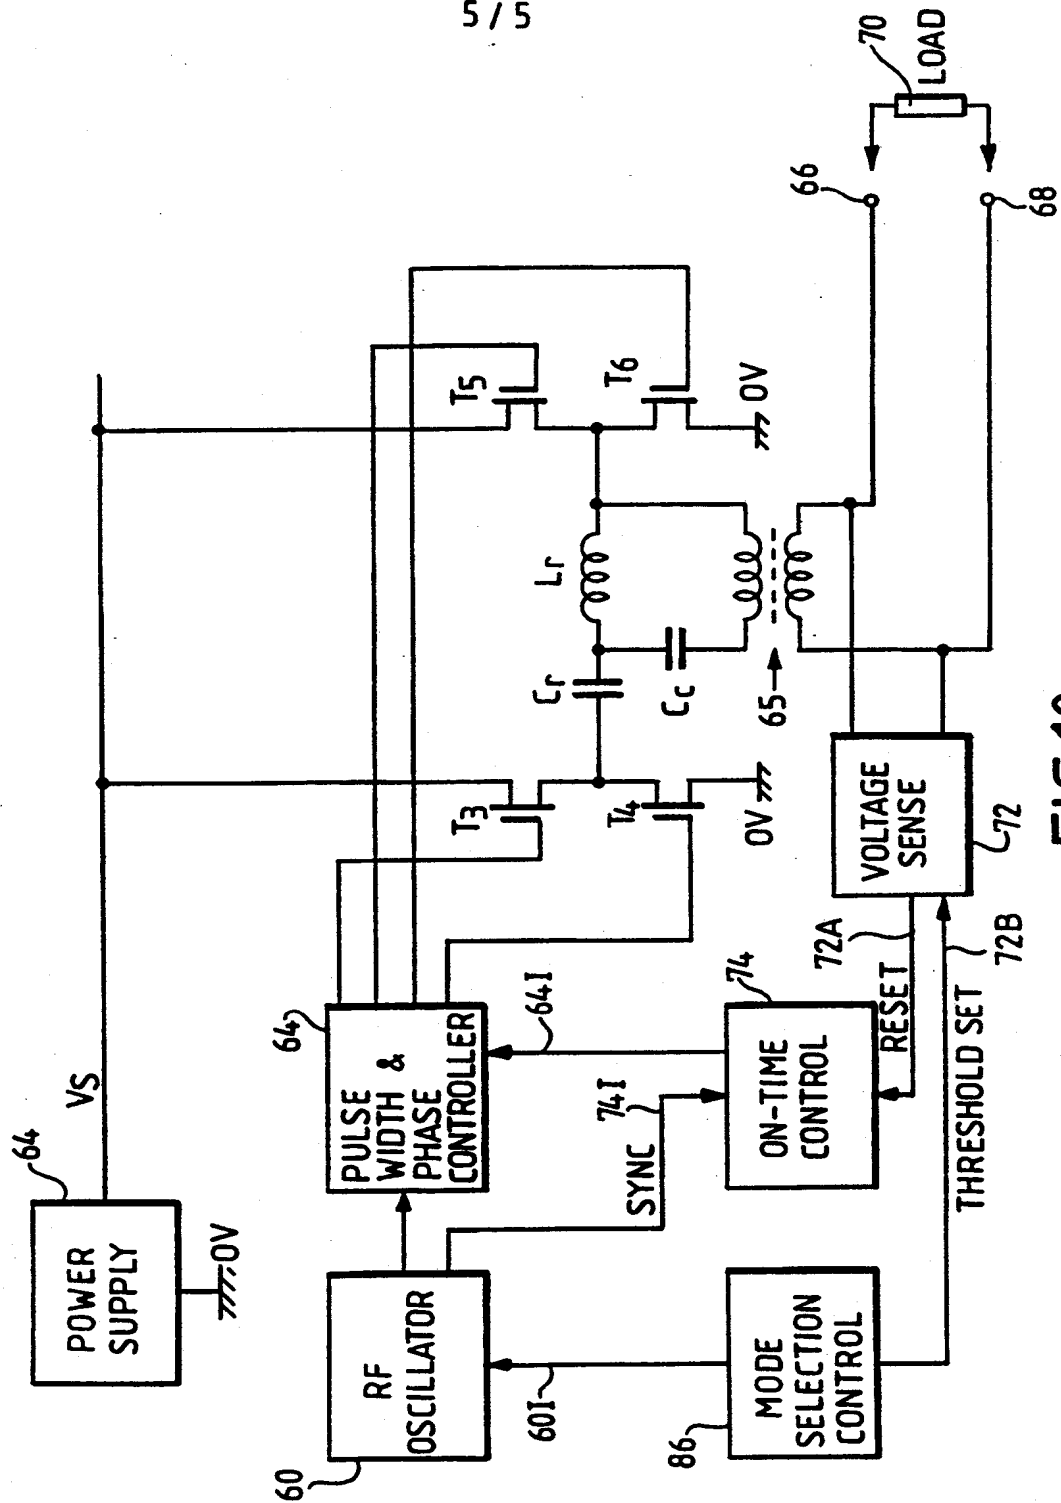 5/5
POWER
SUPPLY
64
VS
0V
RF
OSCILLATOR
60
60I
PULSE
WIDTH &
PHASE
CONTROLLER
64
64I
SYNC
74I
MODE
SELECTION
CONTROL
86
ON-TIME
CONTROL
74
RESET
72A
THRESHOLD SET
72B
VOLTAGE
SENSE
72
T3
T4
0V
Cr
Lr
Cc
65
T5
T6
0V
66
68
70
LOAD